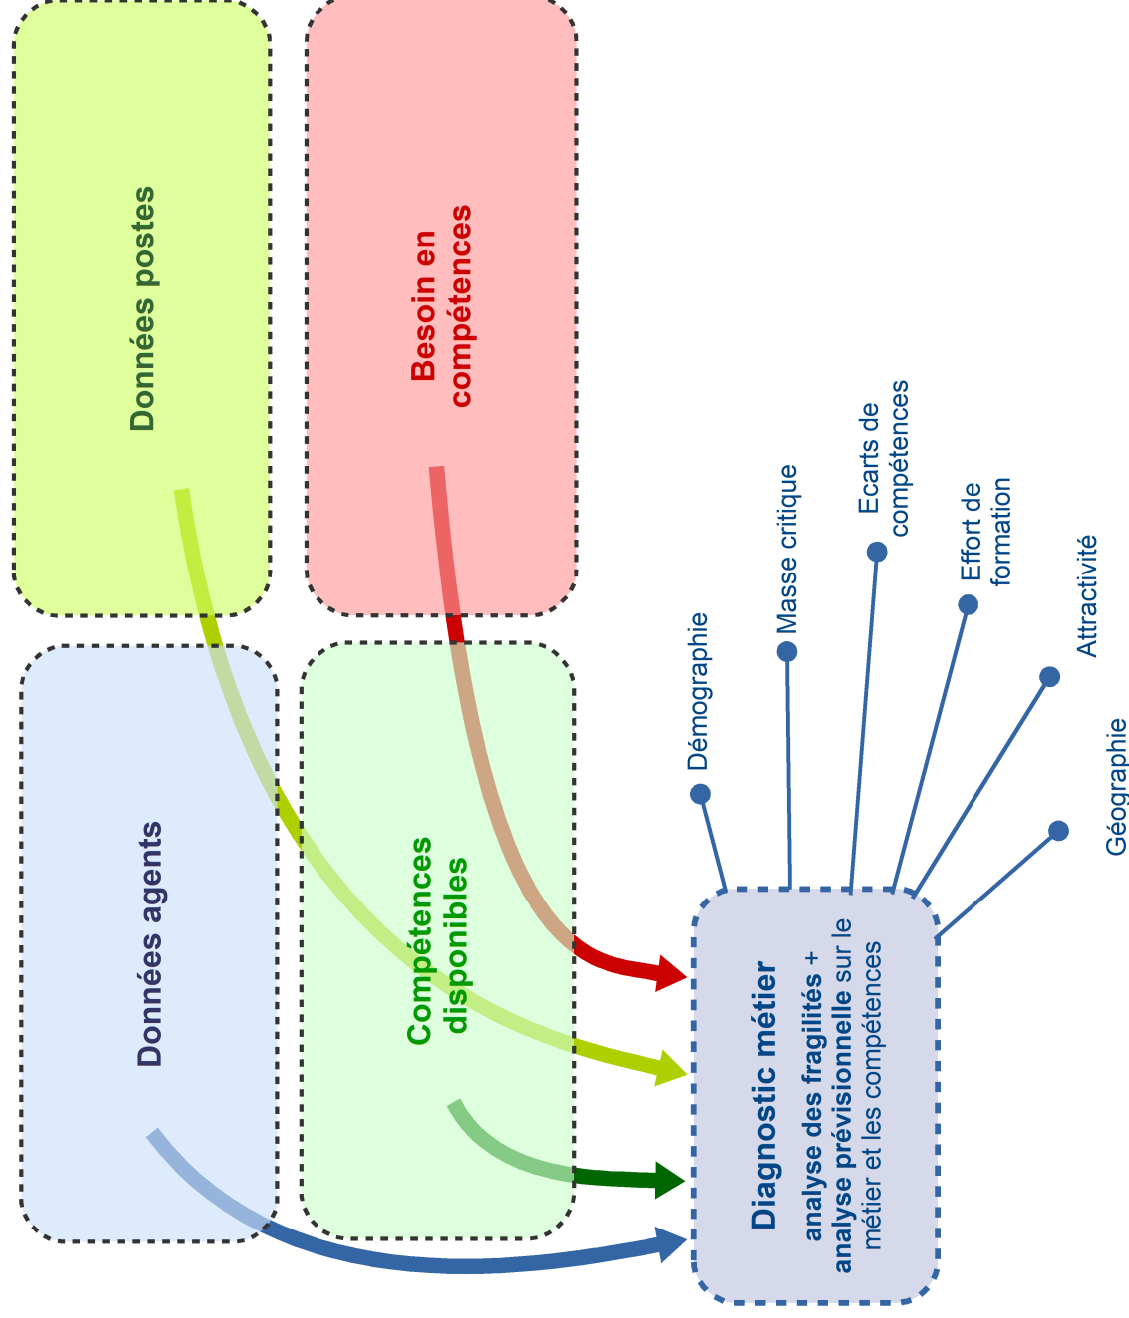 Données agents
Données postes
Compétences
disponibles
Besoin en
compétences
Diagnostic métier
analyse des fragilités +
analyse prévisionnelle sur le
métier et les compétences
Démographie
Masse critique
Ecarts de
compétences
Effort de
formation
Attractivité
Géographie